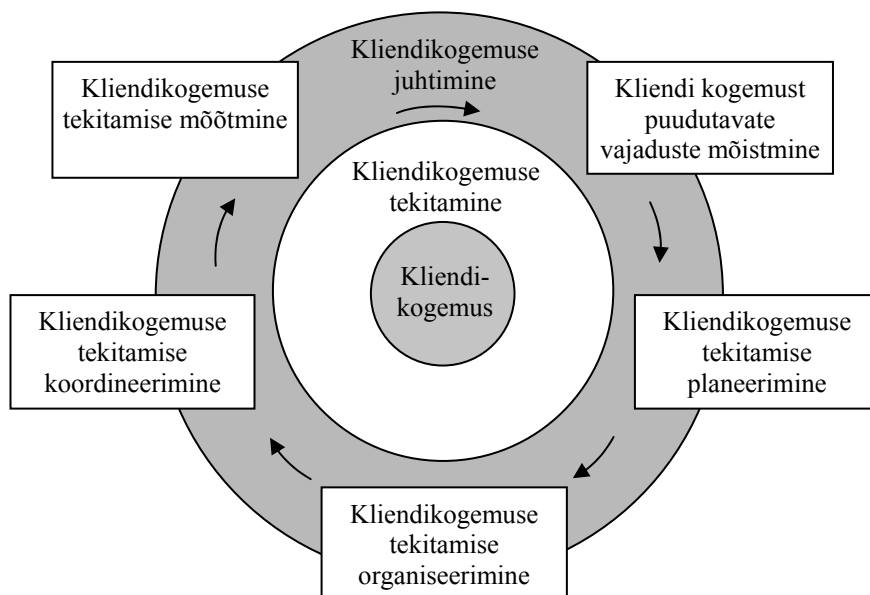 Kliendikogemuse
juhtimine
Kliendikogemuse
tekitamise mõõtmine
Kliendi kogemust
puudutavate
vajaduste mõistmine
Kliendikogemuse
tekitamine
Kliendi-
kogemus
Kliendikogemuse
tekitamise
koordineerimine
Kliendikogemuse
tekitamise
planeerimine
Kliendikogemuse
tekitamise
organiseerimine